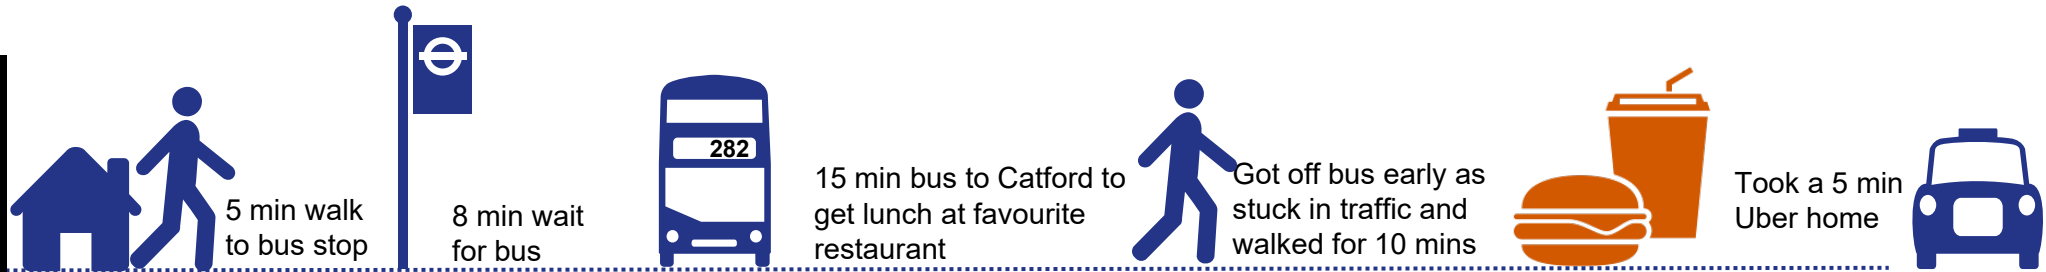 5 min walk
to bus stop
8 min wait
for bus
282
15 min bus to Catford to
get lunch at favourite
restaurant
Got off bus early as
stuck in traffic and
walked for 10 mins
Took a 5 min
Uber home